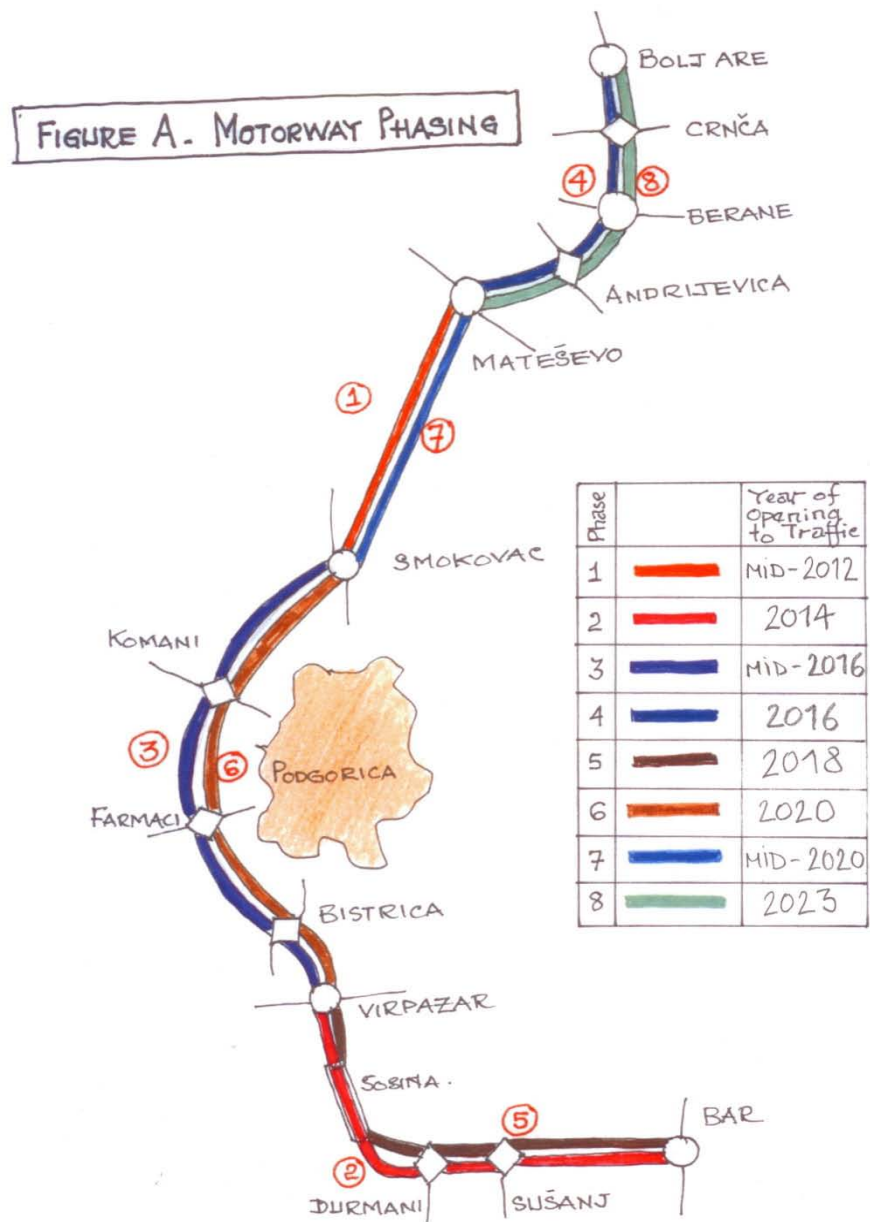 FIGURE A. MOTORWAY PHASING
BOLJARE
CRNČA
4
8
BERANE
ANDRIJEVICA
MATEŠEVO
1
7
SMOKOVAC
KOMANI
3
6
PODGORICA
FARMACI
BISTRICA
VIRPAZAR
SOSINA.
5
BAR
2
DURMANI
SUŠANJ
Phase
Year of
Opening
to Traffic
1 MID-2012
2 2014
3 MID-2016
4 2016
5 2018
6 2020
7 MID-2020
8 2023